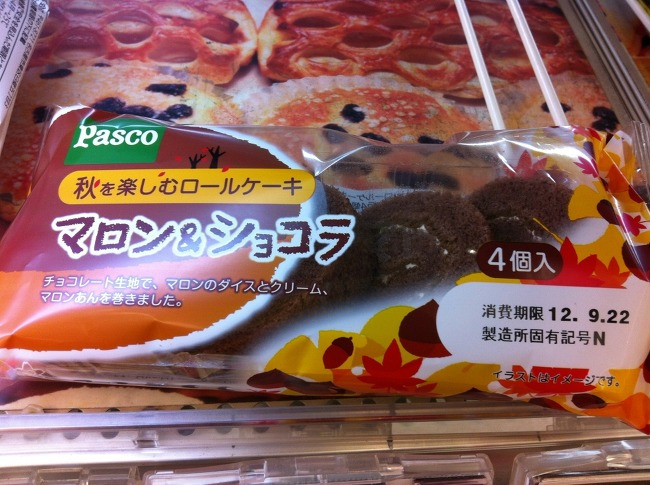 Pasco
秋を楽しむロールケーキ
マロン&ショコラ
チョコレート生地で、マロンのダイスとクリーム、
マロンあんを巻きました。
4個入
消費期限 12. 9.22
製造所固有記号N
イラストはイメージです。